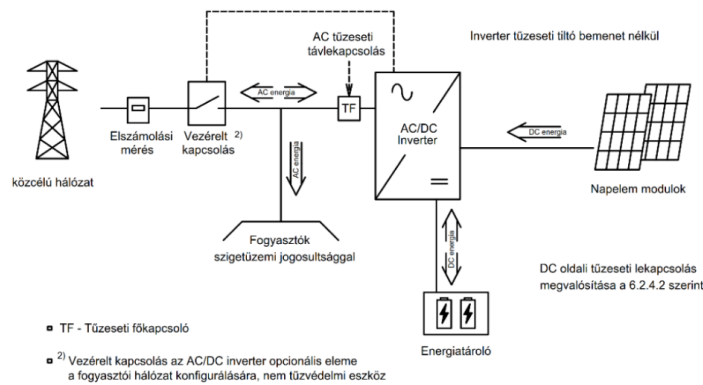 AC tűzeseti
távlekapcsolás
Inverter tűzeseti tiltó bemenet nélkül
AC energia
TF
AC/DC
Inverter
DC energia
Elszámolási
mérés
Vezérelt 2)
kapcsolás
közcélú hálózat
AC energia
Napelem modulok
Fogyasztók
szigetüzemi jogosultsággal
DC energia
DC oldali tűzeseti lekapcsolás
megvalósítása a 6.2.4.2 szerint
TF - Tűzeseti főkapcsoló
Energiatároló
2) Vezérelt kapcsolás az AC/DC inverter opcionális eleme
a fogyasztói hálózat konfigurálására, nem tűzvédelmi eszköz